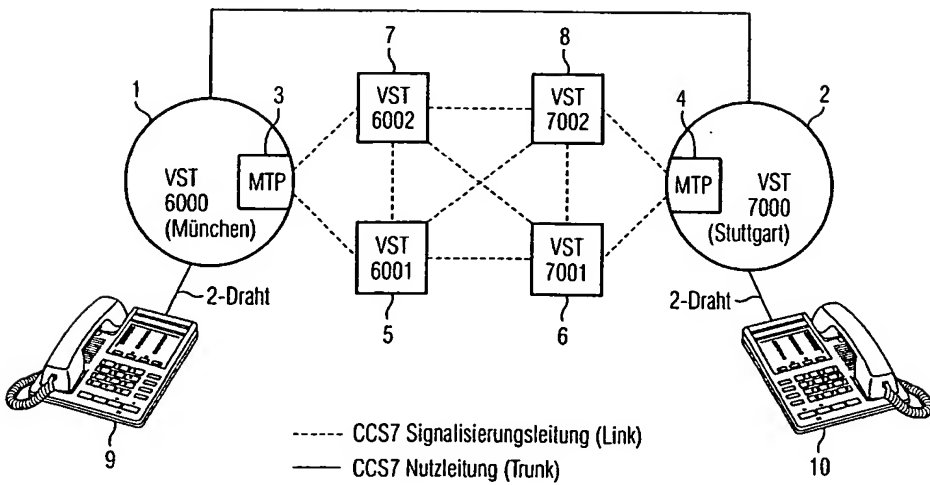 7
8
1
3
4
2
VST
6002
VST
7002
VST
6000
(München)
MTP
MTP
VST
7000
(Stuttgart)
VST
6001
VST
7001
2-Draht
5
6
2-Draht
9
10
CCS7 Signalisierungsleitung (Link)
CCS7 Nutzleitung (Trunk)